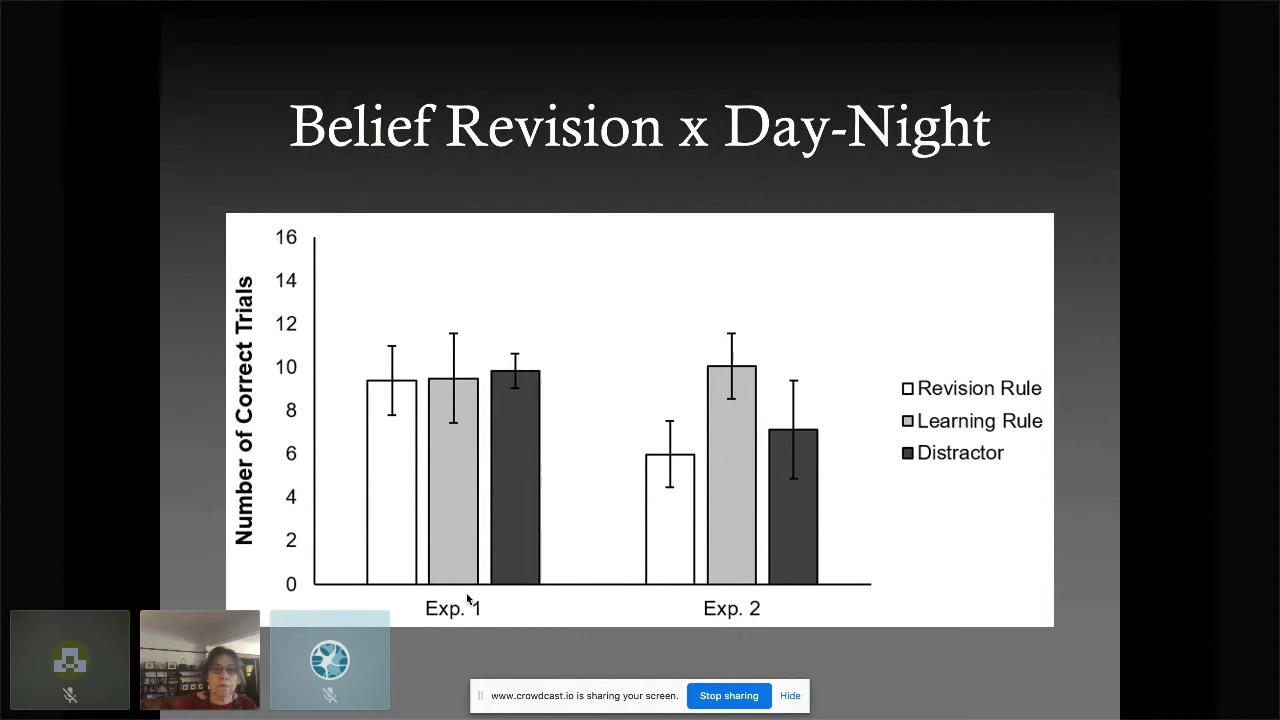 Belief Revision x Day-Night
Number of Correct Trials
16
14
12
10
8
6
4
2
0
Exp. 1
Exp. 2
Revision Rule
Learning Rule
Distractor
www.crowdcast.io is sharing your screen. Stop sharing Hide